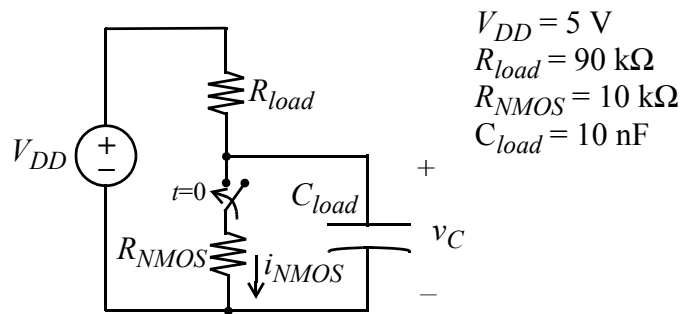 V_DD = 5 V
R_load = 90 kΩ
R_NMOS = 10 kΩ
C_load = 10 nF
R_load
V_DD
+
−
t=0
C_load
+
v_C
−
R_NMOS
i_NMOS